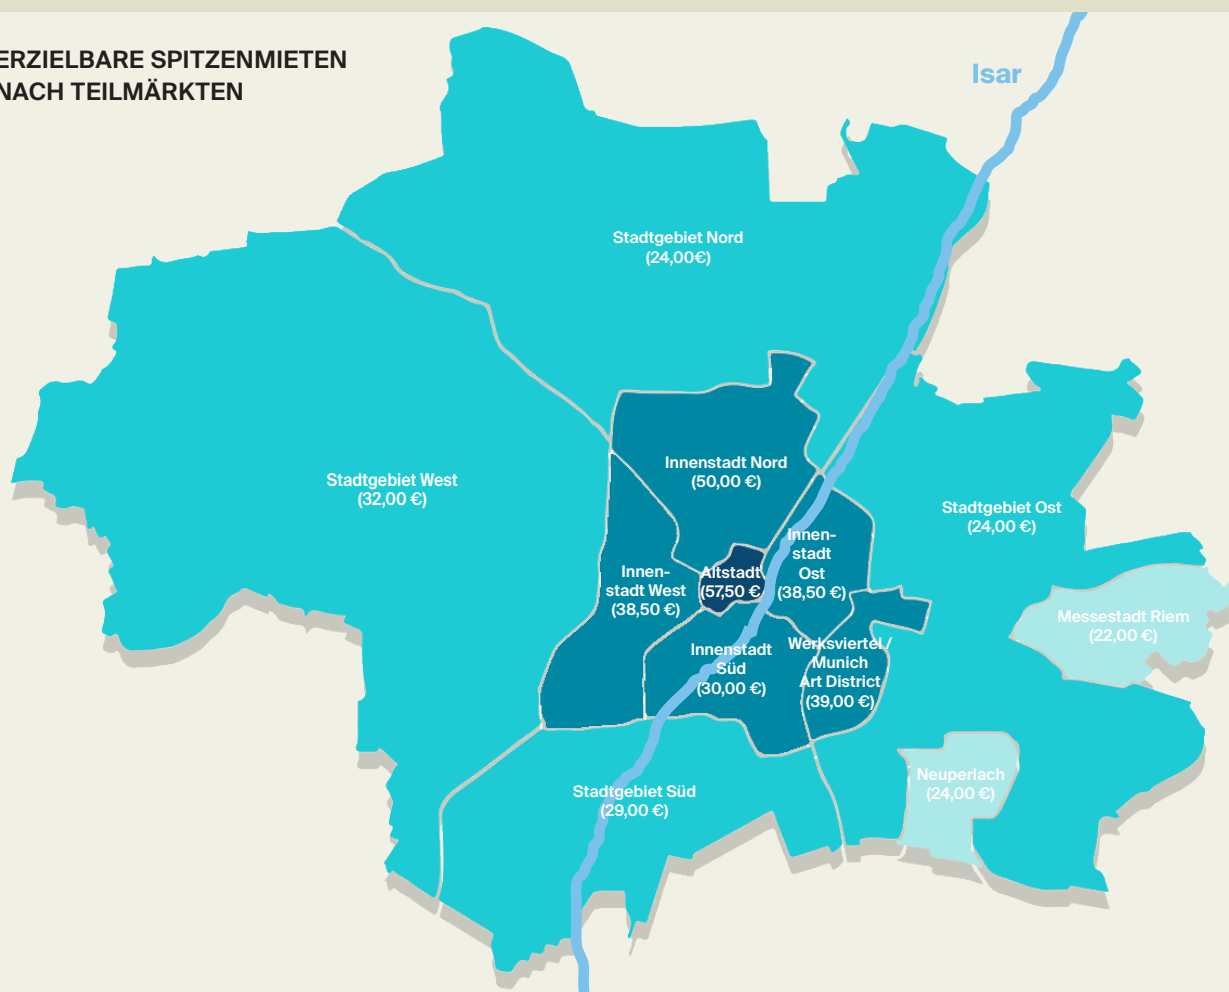 ERZIELBARE SPITZENMIETEN
NACH TEILMÄRKTEN
Isar
Stadtgebiet Nord
(24,00€)
Stadtgebiet West
(32,00 €)
Innenstadt Nord
(50,00 €)
Stadtgebiet Ost
(24,00 €)
Innen-
stadt
Ost
(38,50 €)
Altstadt
(57,50 €)
Innen-
stadt West
(38,50 €)
Messestadt Riem
(22,00 €)
Innenstadt
Süd
(30,00 €)
Werksviertel /
Munich
Art District
(39,00 €)
Neuperlach
(24,00 €)
Stadtgebiet Süd
(29,00 €)